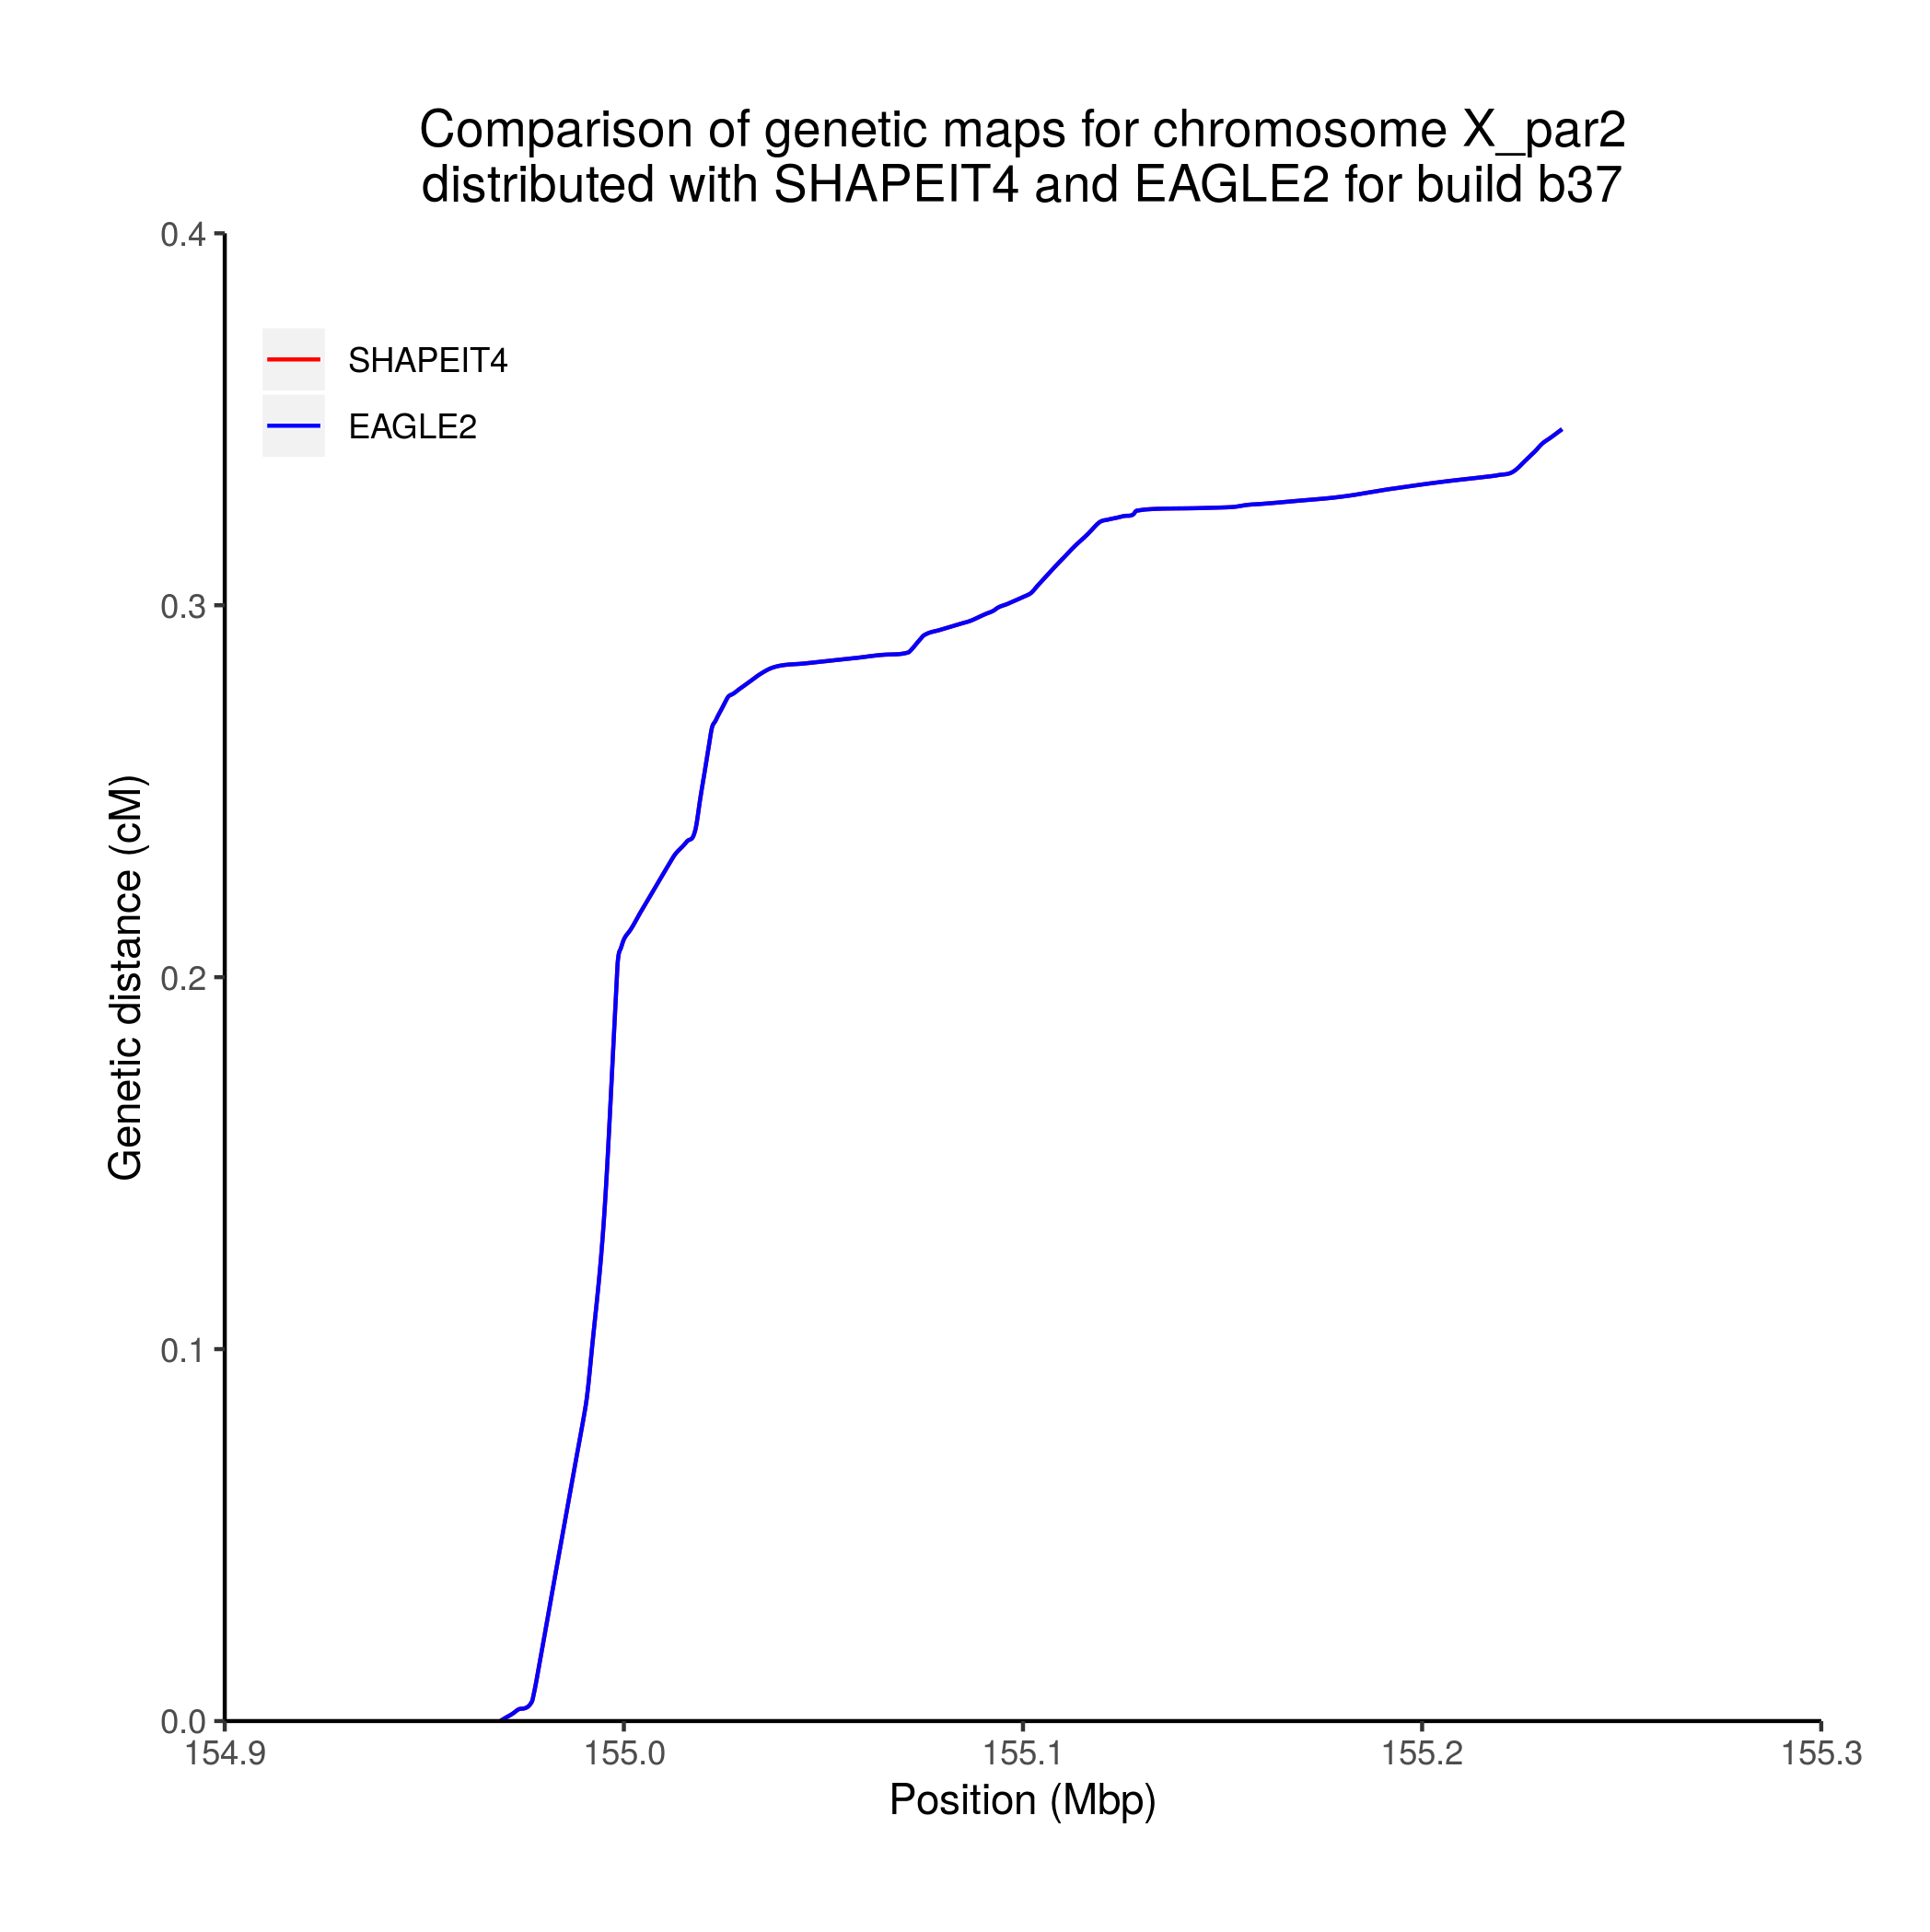 Comparison of genetic maps for chromosome X_par2
distributed with SHAPEIT4 and EAGLE2 for build b37
0.4
SHAPEIT4
EAGLE2
0.3
0.2
0.1
0.0
Genetic distance (cM)
154.9 155.0 155.1 155.2 155.3
Position (Mbp)